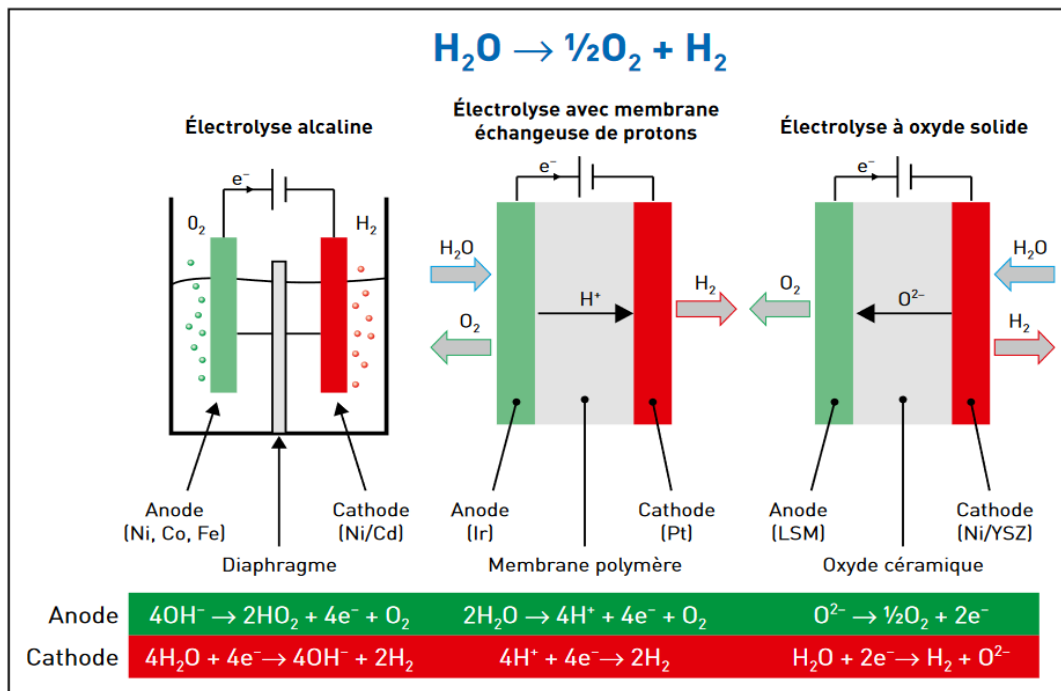 H₂O → ½O₂ + H₂
Électrolyse alcaline
Électrolyse avec membrane
échangeuse de protons
Électrolyse à oxyde solide
e⁻
O₂
H₂
e⁻
H₂O
O₂
H⁺
H₂
e⁻
O₂
O²⁻
H₂O
H₂
Anode
(Ni, Co, Fe)
Cathode
(Ni/Cd)
Diaphragme
Anode
(Ir)
Cathode
(Pt)
Membrane polymère
Anode
(LSM)
Cathode
(Ni/YSZ)
Oxyde céramique
Anode 4OH⁻ → 2HO₂ + 4e⁻ + O₂ 2H₂O → 4H⁺ + 4e⁻ + O₂ O²⁻ → ½O₂ + 2e⁻
Cathode 4H₂O + 4e⁻ → 4OH⁻ + 2H₂ 4H⁺ + 4e⁻ → 2H₂ H₂O + 2e⁻ → H₂ + O²⁻